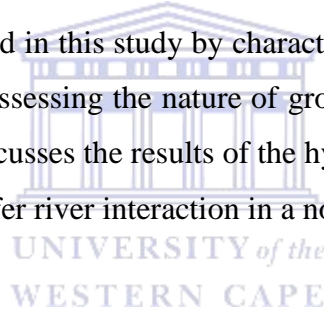 d in this study by charact
ssessing the nature of gro
cusses the results of the hy
fer river interaction in a no
UNIVERSITY of the
WESTERN CAPE